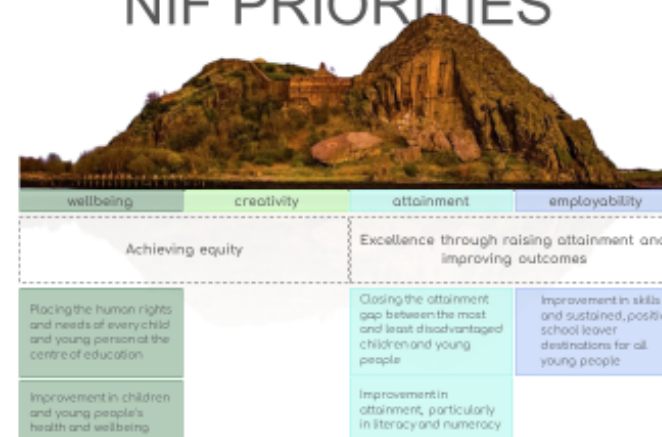 NIF PRIORITIES
wellbeing
creativity
attainment
employability
Achieving equity
Excellence through raising attainment and
improving outcomes
Placing the human rights
and needs of every child
and young person at the
centre of education
Closing the attainment
gap between the most
and least disadvantaged
children and young
people
Improvement in skills
and sustained, positi
school leaver
destinations for all
young people
Improvement in children
and young people's
health and wellbeing
Improvement in
attainment, particularly
in literacy and numeracy